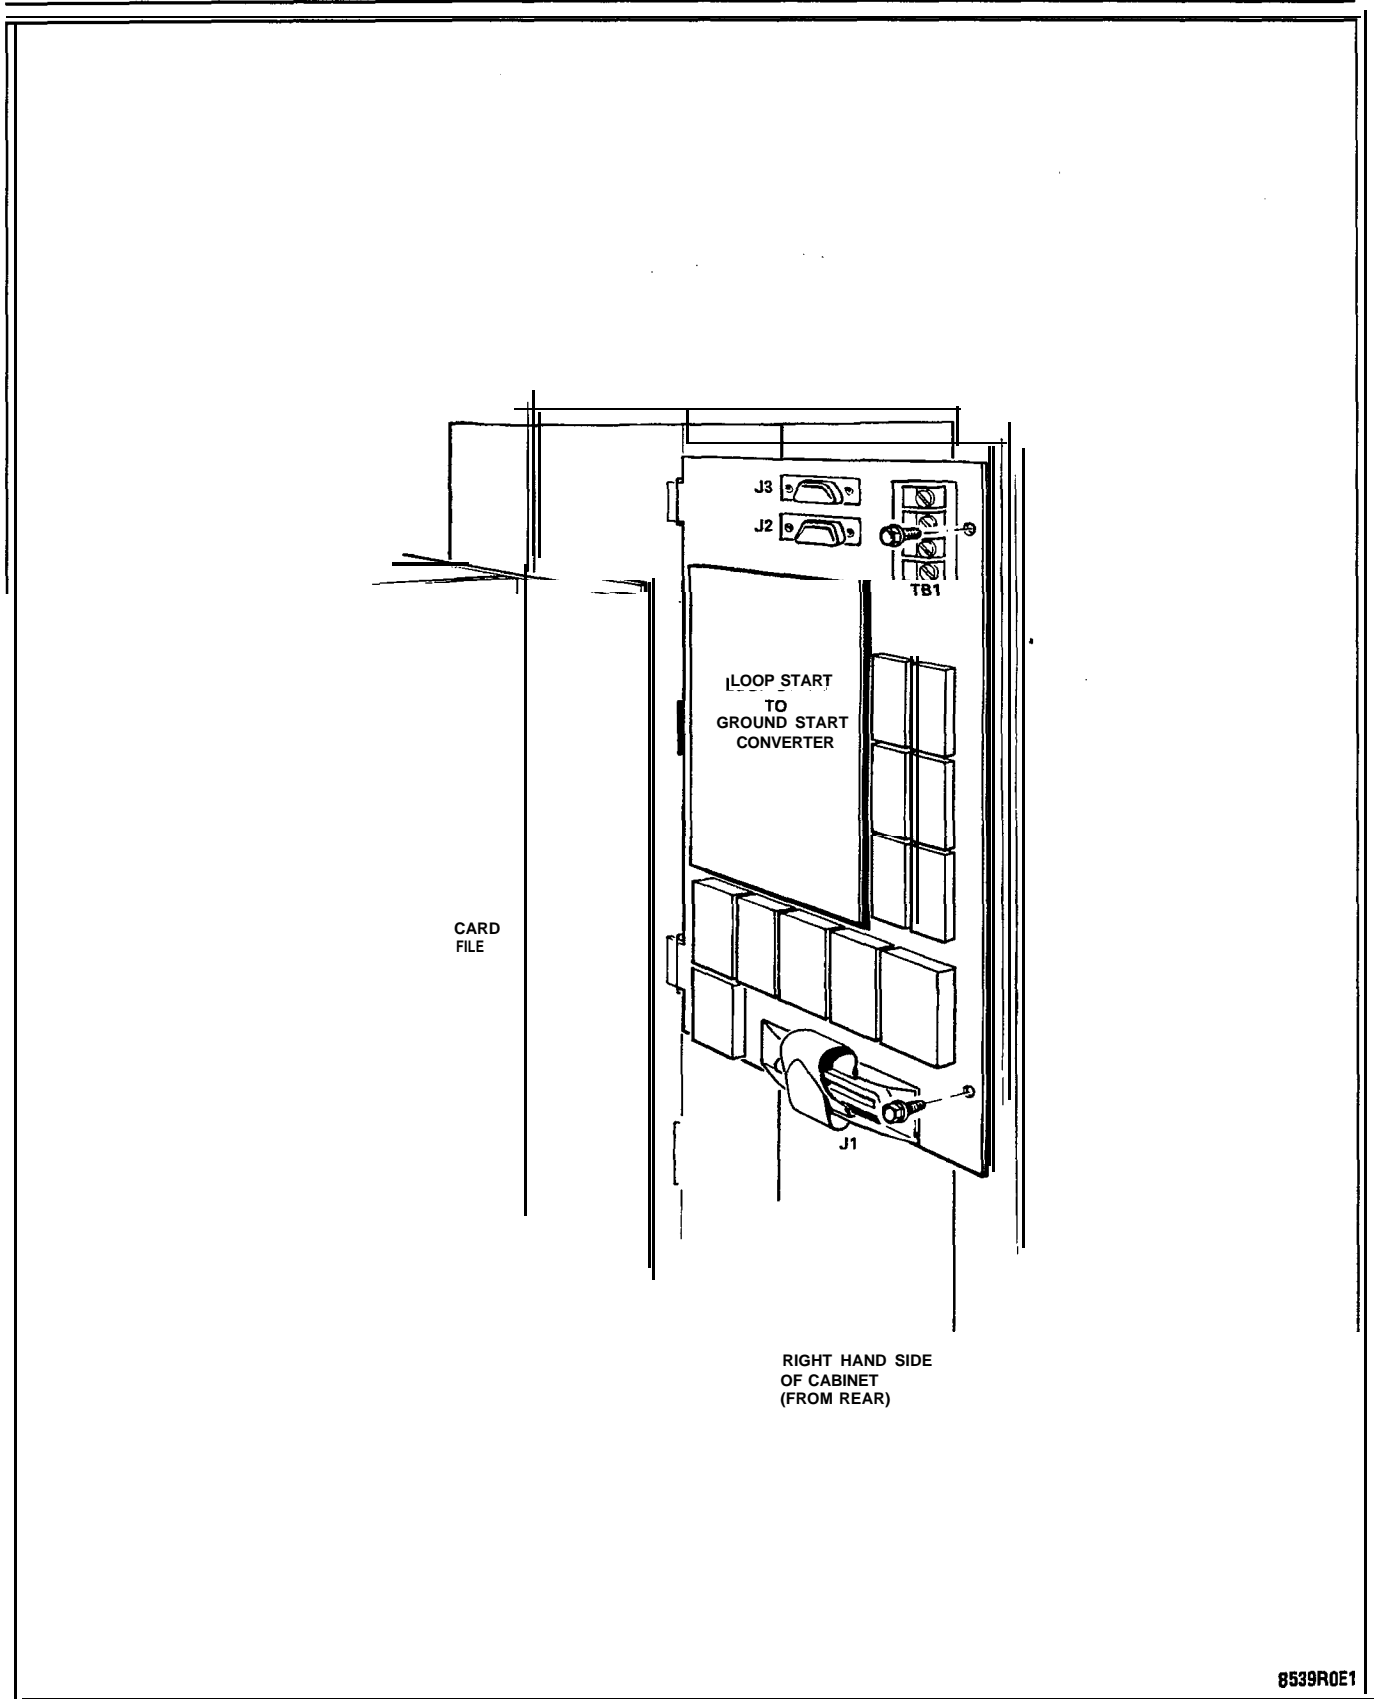 J3
J2
TB1
LOOP START
TO
GROUND START
CONVERTER
CARD
FILE
J1
RIGHT HAND SIDE
OF CABINET
(FROM REAR)
8539R0E1